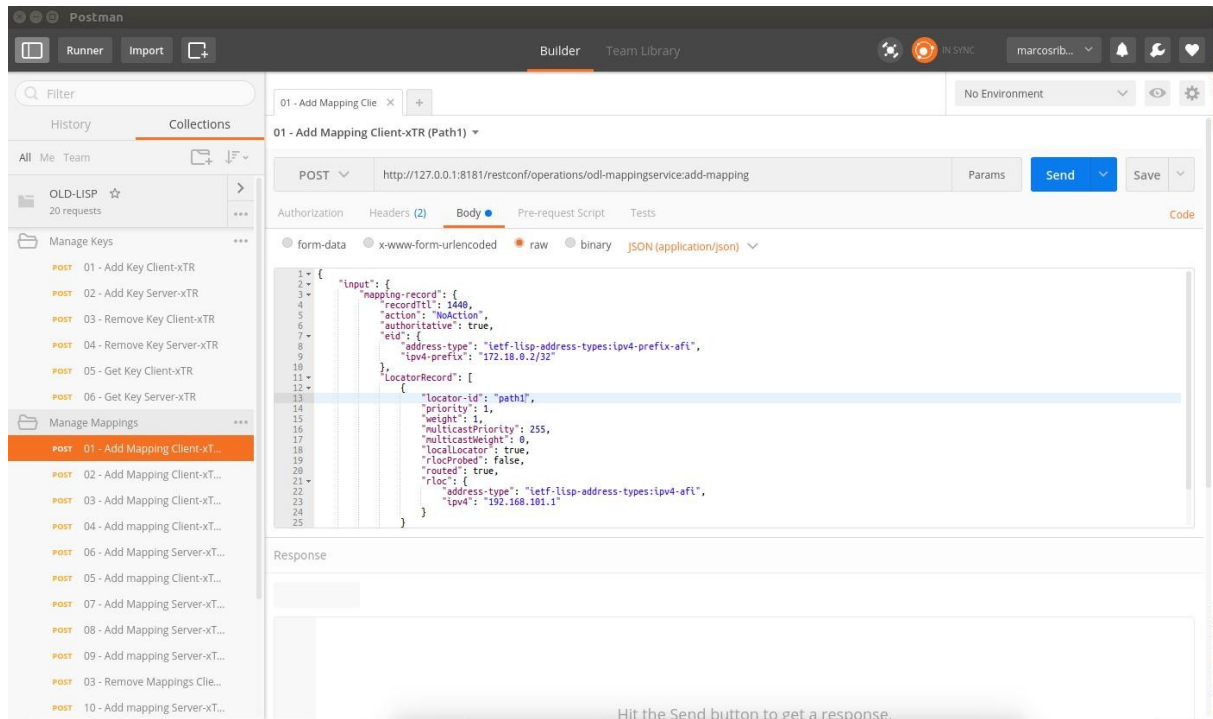 Postman
Runner Import Builder Team Library IN SYNC marcosrib...
Filter
History Collections
All Me Team
OLD-LISP
20 requests
Manage Keys
POST 01 - Add Key Client-xTR
POST 02 - Add Key Server-xTR
POST 03 - Remove Key Client-xTR
POST 04 - Remove Key Server-xTR
POST 05 - Get Key Client-xTR
POST 06 - Get Key Server-xTR
Manage Mappings
POST 01 - Add Mapping Client-xT...
POST 02 - Add Mapping Client-xT...
POST 03 - Add Mapping Client-xT...
POST 04 - Add mapping Client-xT...
POST 06 - Add Mapping Server-xT...
POST 05 - Add mapping Client-xT...
POST 07 - Add Mapping Server-xT...
POST 08 - Add Mapping Server-xT...
POST 09 - Add mapping Server-xT...
POST 03 - Remove Mappings Clie...
POST 10 - Add mapping Server-xT...
01 - Add Mapping Clie
No Environment
01 - Add Mapping Client-xTR (Path1)
POST http://127.0.0.1:8181/restconf/operations/odl-mappingservice:add-mapping Params Send Save
Authorization Headers (2) Body Pre-request Script Tests Code
form-data x-www-form-urlencoded raw binary JSON (application/json)
1 {
2 "input": {
3 "mapping-record": {
4 "recordTtl": 1440,
5 "action": "NoAction",
6 "authoritative": true,
7 "eid": {
8 "address-type": "ietf-lisp-address-types:ipv4-prefix-afi",
9 "ipv4-prefix": "172.18.0.2/32"
10 },
11 "LocatorRecord": [
12 {
13 "locator-id": "path1",
14 "priority": 1,
15 "weight": 1,
16 "multicastPriority": 255,
17 "multicastWeight": 0,
18 "localLocator": true,
19 "rlocProbed": false,
20 "routed": true,
21 "rloc": {
22 "address-type": "ietf-lisp-address-types:ipv4-afi",
23 "ipv4": "192.168.101.1"
24 }
25 }
Response
Hit the Send button to get a response.